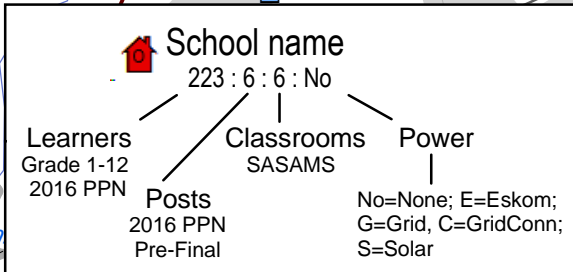 School name
O
223 : 6 : 6 : No
Learners
Grade 1-12
2016 PPN
Posts
2016 PPN
Pre-Final
Classrooms
SASAMS
Power
No=None; E=Eskom;
G=Grid, C=GridConn;
S=Solar